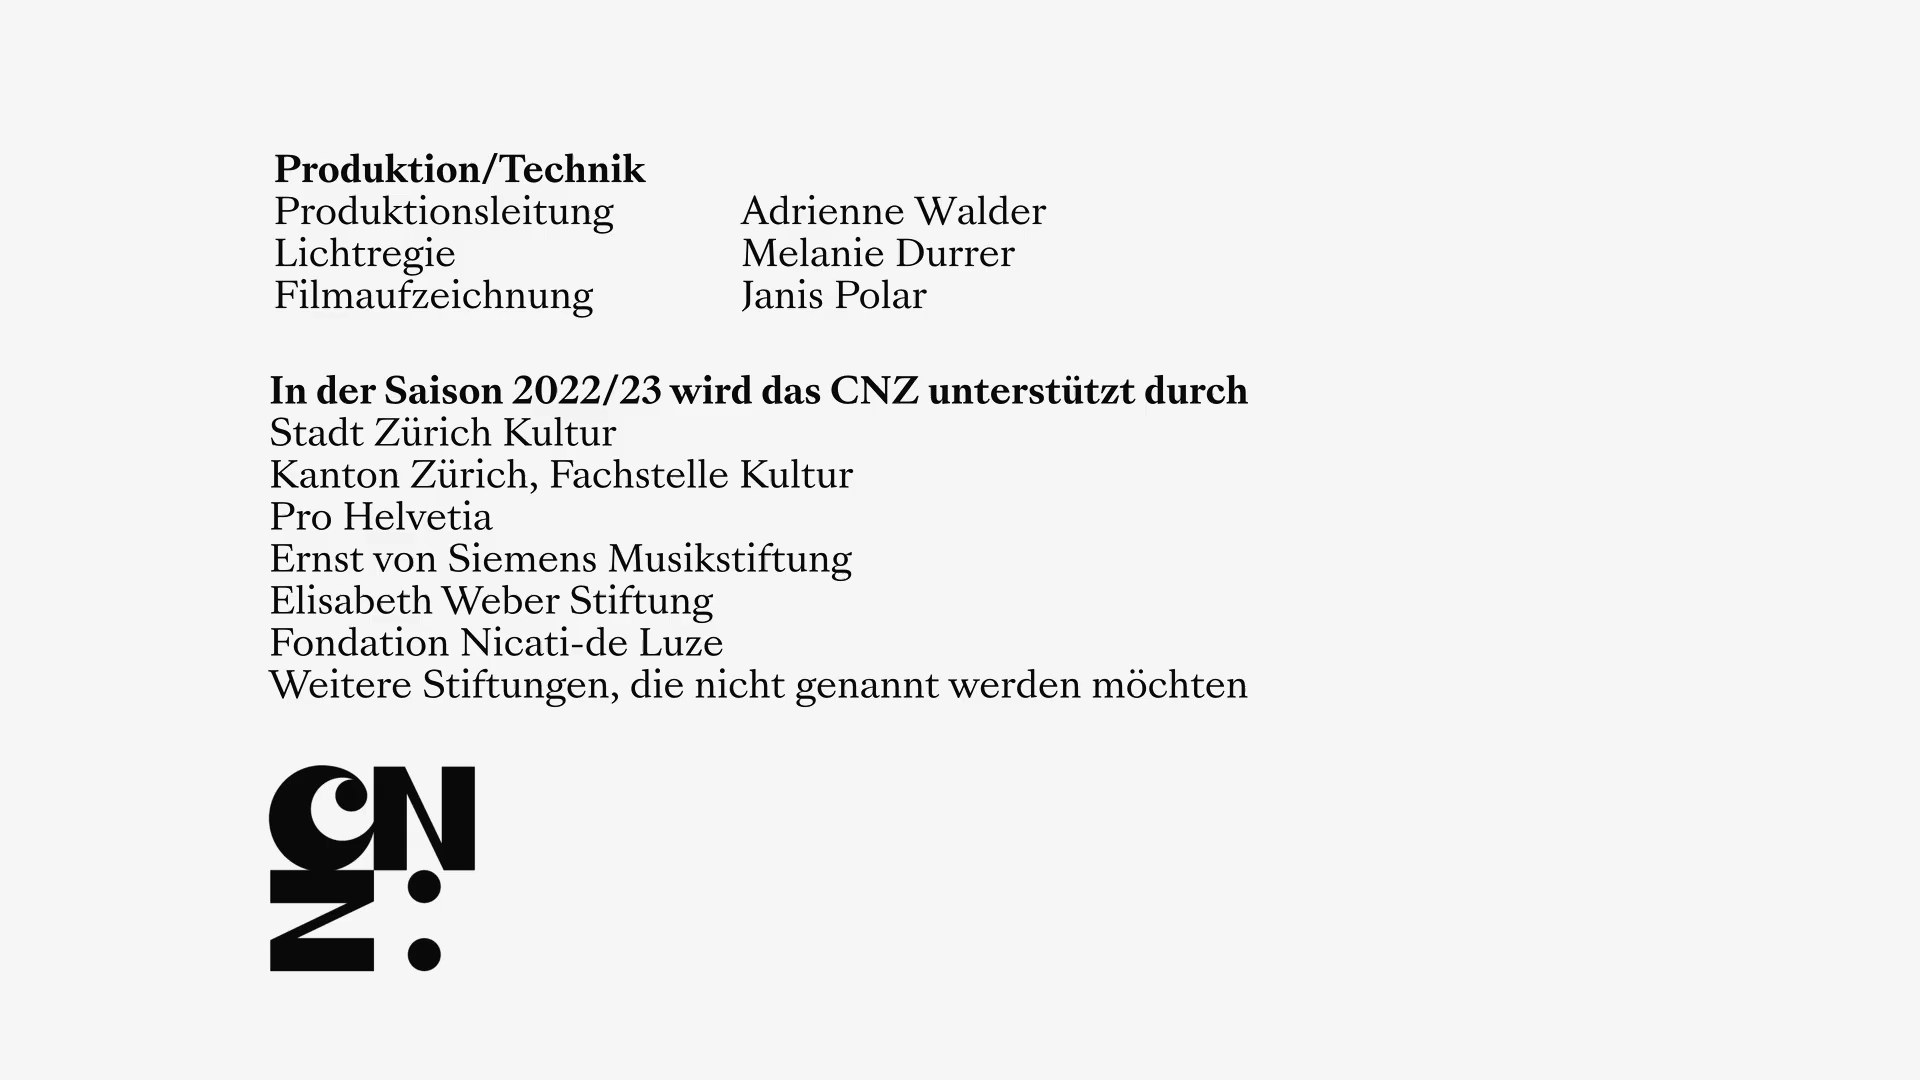 Produktion/Technik
Produktionsleitung Adrienne Walder
Lichtregie Melanie Durrer
Filmaufzeichnung Janis Polar
In der Saison 2022/23 wird das CNZ unterstützt durch
Stadt Zürich Kultur
Kanton Zürich, Fachstelle Kultur
Pro Helvetia
Ernst von Siemens Musikstiftung
Elisabeth Weber Stiftung
Fondation Nicati-de Luze
Weitere Stiftungen, die nicht genannt werden möchten
CN
Z: